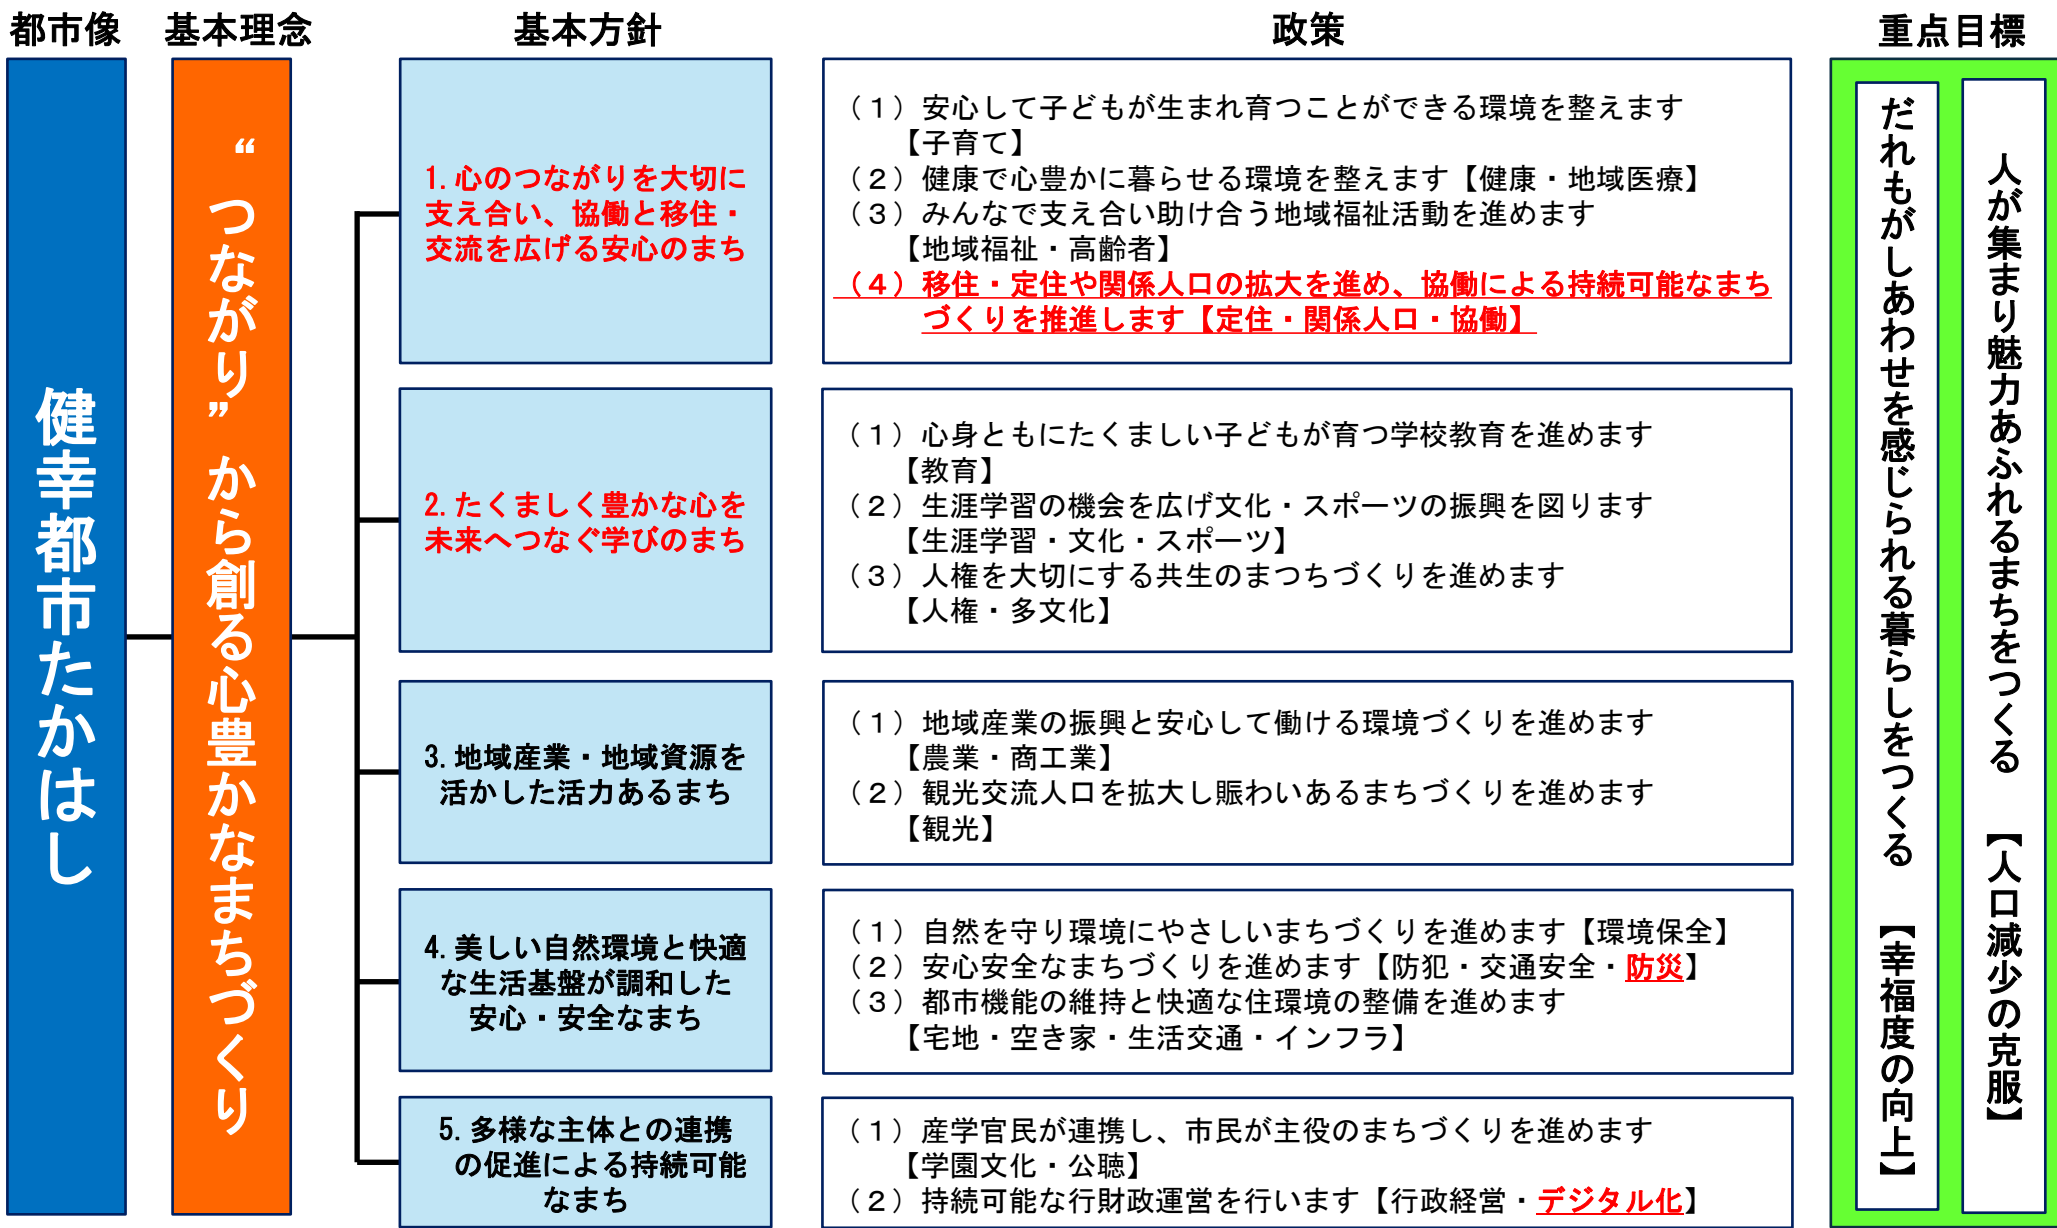 都市像
基本理念
基本方針
政策
重点目標
健幸都市たかはし
“つながり”から創る心豊かなまちづくり
1.心のつながりを大切に
支え合い、協働と移住・
交流を広げる安心のまち
(1)安心して子どもが生まれ育つことができる環境を整えます
【子育て】
(2)健康で心豊かに暮らせる環境を整えます【健康・地域医療】
(3)みんなで支え合い助け合う地域福祉活動を進めます
【地域福祉・高齢者】
(4)移住・定住や関係人口の拡大を進め、協働による持続可能なまち
づくりを推進します【定住・関係人口・協働】
2.たくましく豊かな心を
未来へつなぐ学びのまち
(1)心身ともにたくましい子どもが育つ学校教育を進めます
【教育】
(2)生涯学習の機会を広げ文化・スポーツの振興を図ります
【生涯学習・文化・スポーツ】
(3)人権を大切にする共生のまつちづくりを進めます
【人権・多文化】
3.地域産業・地域資源を
活かした活力あるまち
(1)地域産業の振興と安心して働ける環境づくりを進めます
【農業・商工業】
(2)観光交流人口を拡大し賑わいあるまちづくりを進めます
【観光】
4.美しい自然環境と快適
な生活基盤が調和した
安心・安全なまち
(1)自然を守り環境にやさしいまちづくりを進めます【環境保全】
(2)安心安全なまちづくりを進めます【防犯・交通安全・防災】
(3)都市機能の維持と快適な住環境の整備を進めます
【宅地・空き家・生活交通・インフラ】
5.多様な主体との連携
の促進による持続可能
なまち
(1)産学官民が連携し、市民が主役のまちづくりを進めます
【学園文化・公聴】
(2)持続可能な行財政運営を行います【行政経営・デジタル化】
人が集まり魅力あふれるまちをつくる 【人口減少の克服】
だれもがしあわせを感じられる暮らしをつくる 【幸福度の向上】